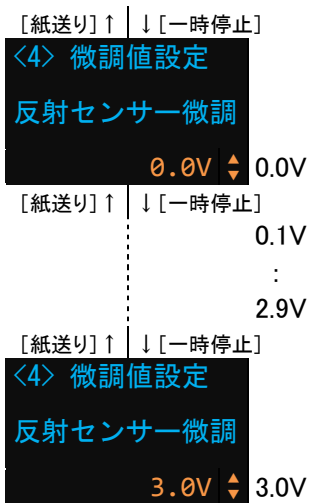 [紙送り]↑ ↓[一時停止]
<4> 微調値設定
反射センサー微調
0.0V 0.0V
[紙送り]↑ ↓[一時停止]
0.1V
:
2.9V
[紙送り]↑ ↓[一時停止]
<4> 微調値設定
反射センサー微調
3.0V 3.0V